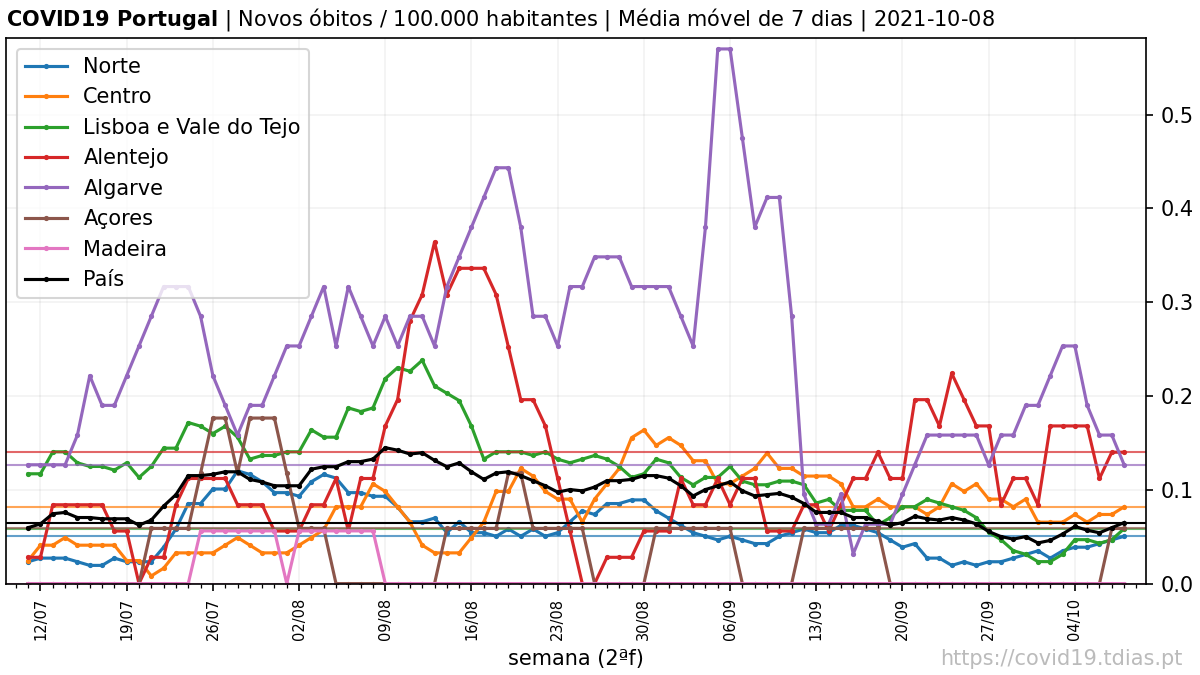 COVID19 Portugal | Novos óbitos / 100.000 habitantes | Média móvel de 7 dias | 2021-10-08
Norte
Centro
Lisboa e Vale do Tejo
Alentejo
Algarve
Açores
Madeira
País
0.5
0.4
0.3
0.2
0.1
0.0
12/07
19/07
26/07
02/08
09/08
16/08
23/08
30/08
06/09
13/09
20/09
27/09
04/10
semana (2ªf)
https://covid19.tdias.pt